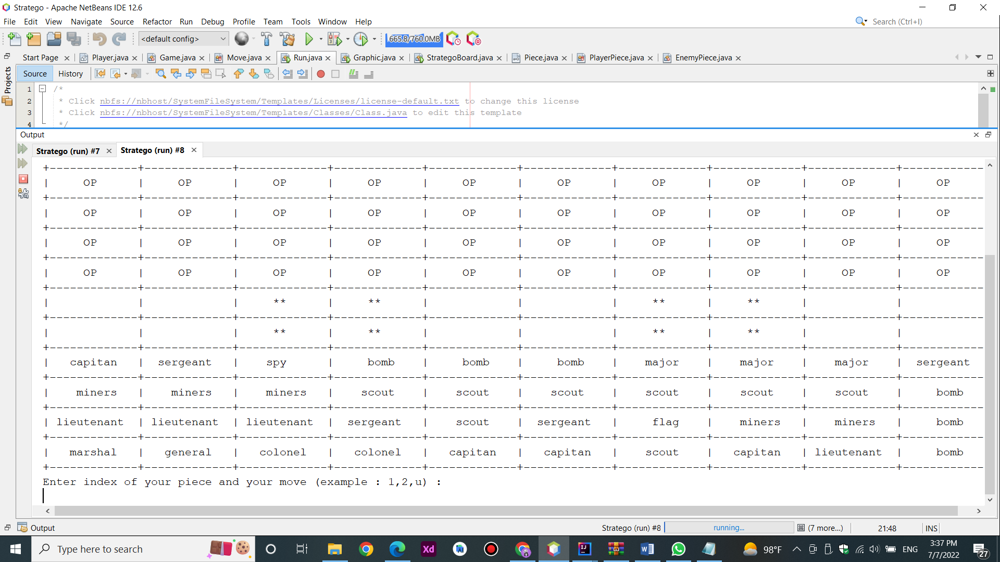 Stratego - Apache NetBeans IDE 12.6
File Edit View Navigate Source Refactor Run Debug Profile Team Tools Window Help Search (Ctrl+I)
<default config> 665.8/760.0MB
Start Page Player.java Game.java Move.java Run.java Graphic.java StrategoBoard.java Piece.java PlayerPiece.java EnemyPiece.java
Projects
Source History
1 /*
2 * Click nbfs://nbhost/SystemFileSystem/Templates/Licenses/license-default.txt to change this license
3 * Click nbfs://nbhost/SystemFileSystem/Templates/Classes/Class.java to edit this template
4 */
Output
Stratego (run) #7 Stratego (run) #8
+-------------+-------------+-------------+-------------+-------------+-------------+-------------+-------------+-------------+------------
| OP | OP | OP | OP | OP | OP | OP | OP | OP | OP
+-------------+-------------+-------------+-------------+-------------+-------------+-------------+-------------+-------------+------------
| OP | OP | OP | OP | OP | OP | OP | OP | OP | OP
+-------------+-------------+-------------+-------------+-------------+-------------+-------------+-------------+-------------+------------
| OP | OP | OP | OP | OP | OP | OP | OP | OP | OP
+-------------+-------------+-------------+-------------+-------------+-------------+-------------+-------------+-------------+------------
| OP | OP | OP | OP | OP | OP | OP | OP | OP | OP
+-------------+-------------+-------------+-------------+-------------+-------------+-------------+-------------+-------------+------------
| | | ** | ** | | | ** | ** | |
+-------------+-------------+-------------+-------------+-------------+-------------+-------------+-------------+-------------+------------
| | | ** | ** | | | ** | ** | |
+-------------+-------------+-------------+-------------+-------------+-------------+-------------+-------------+-------------+------------
| capitan | sergeant | spy | bomb | bomb | bomb | major | major | major | sergeant
+-------------+-------------+-------------+-------------+-------------+-------------+-------------+-------------+-------------+------------
| miners | miners | miners | scout | scout | scout | scout | scout | scout | bomb
+-------------+-------------+-------------+-------------+-------------+-------------+-------------+-------------+-------------+------------
| lieutenant | lieutenant | lieutenant | sergeant | scout | sergeant | flag | miners | miners | bomb
+-------------+-------------+-------------+-------------+-------------+-------------+-------------+-------------+-------------+------------
| marshal | general | colonel | colonel | capitan | capitan | scout | capitan | lieutenant | bomb
+-------------+-------------+-------------+-------------+-------------+-------------+-------------+-------------+-------------+------------
Enter index of your piece and your move (example : 1,2,u) :
Output Stratego (run) #8 running... (7 more...) 21:48 INS
Type here to search 98°F ENG 3:37 PM
7/7/2022 27